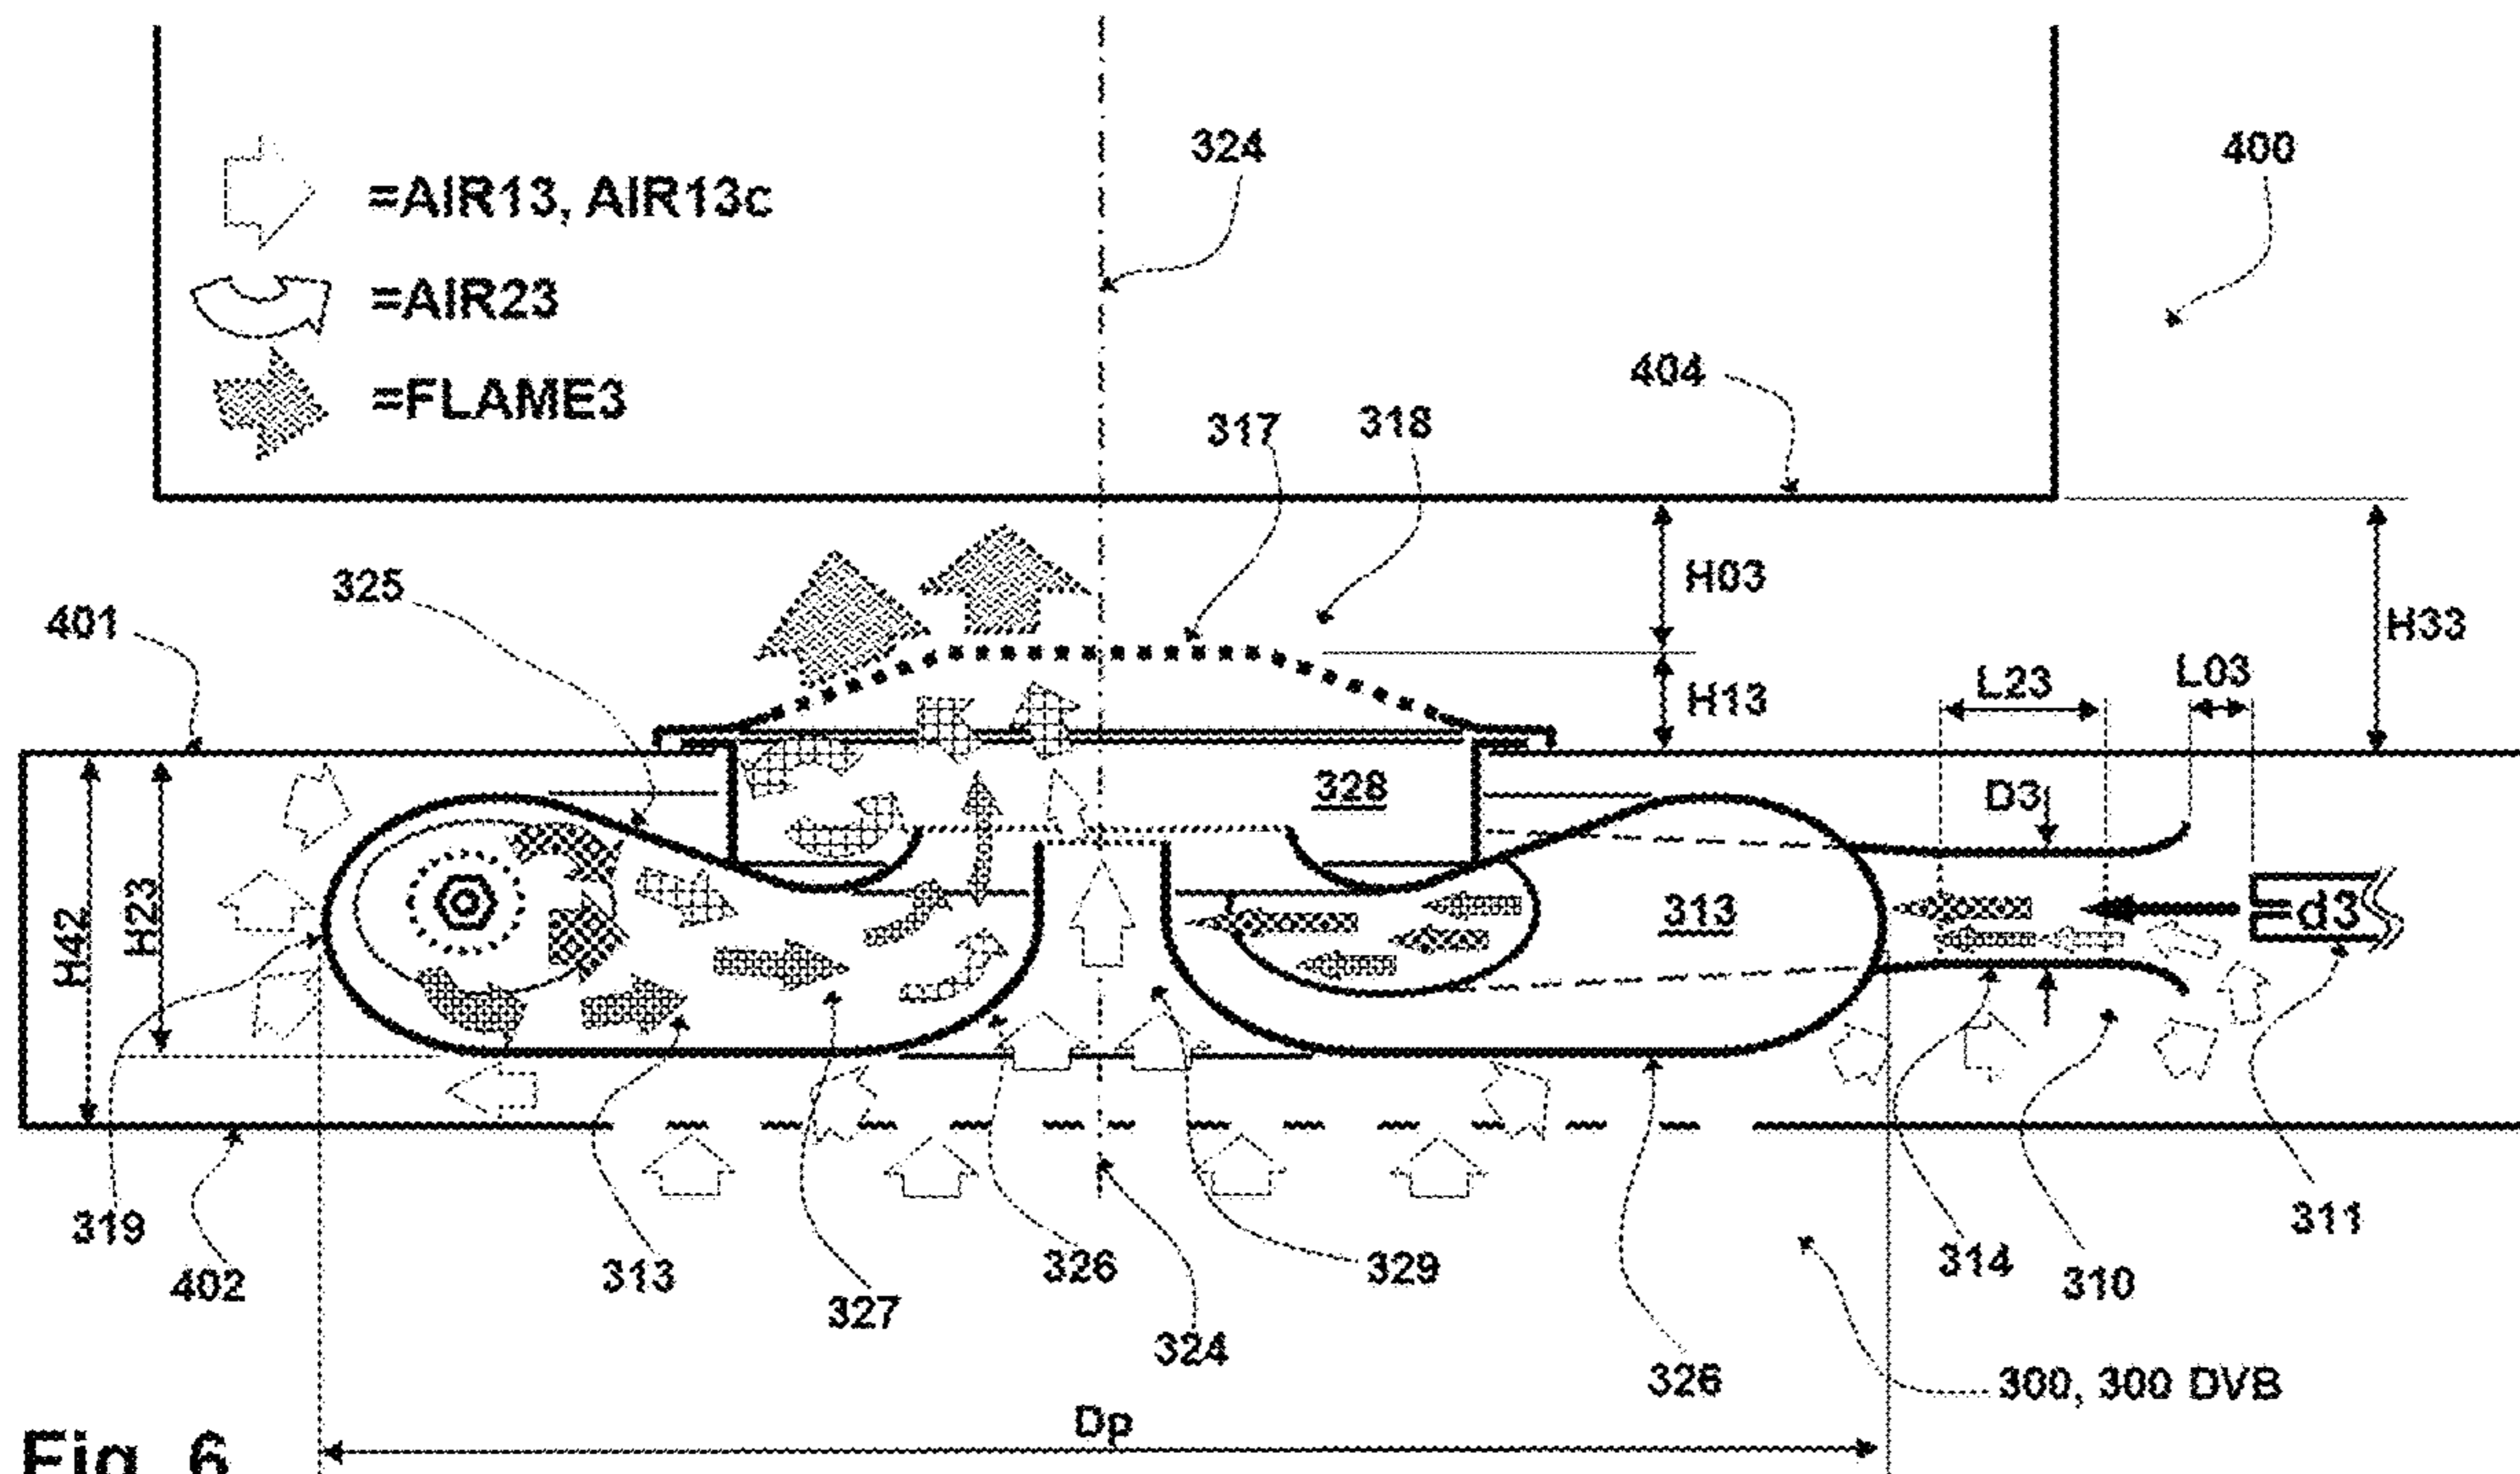 324
400
=AIR13, AIR13c
=AIR23
=FLAME3
404
317
318
325
401
H03
H33
L23
L03
H13
328
D3
313
=d3
H42
H23
319
402
313
327
326
329
324
314
310
311
326
300, 300 DVB
Dp
Fig. 6